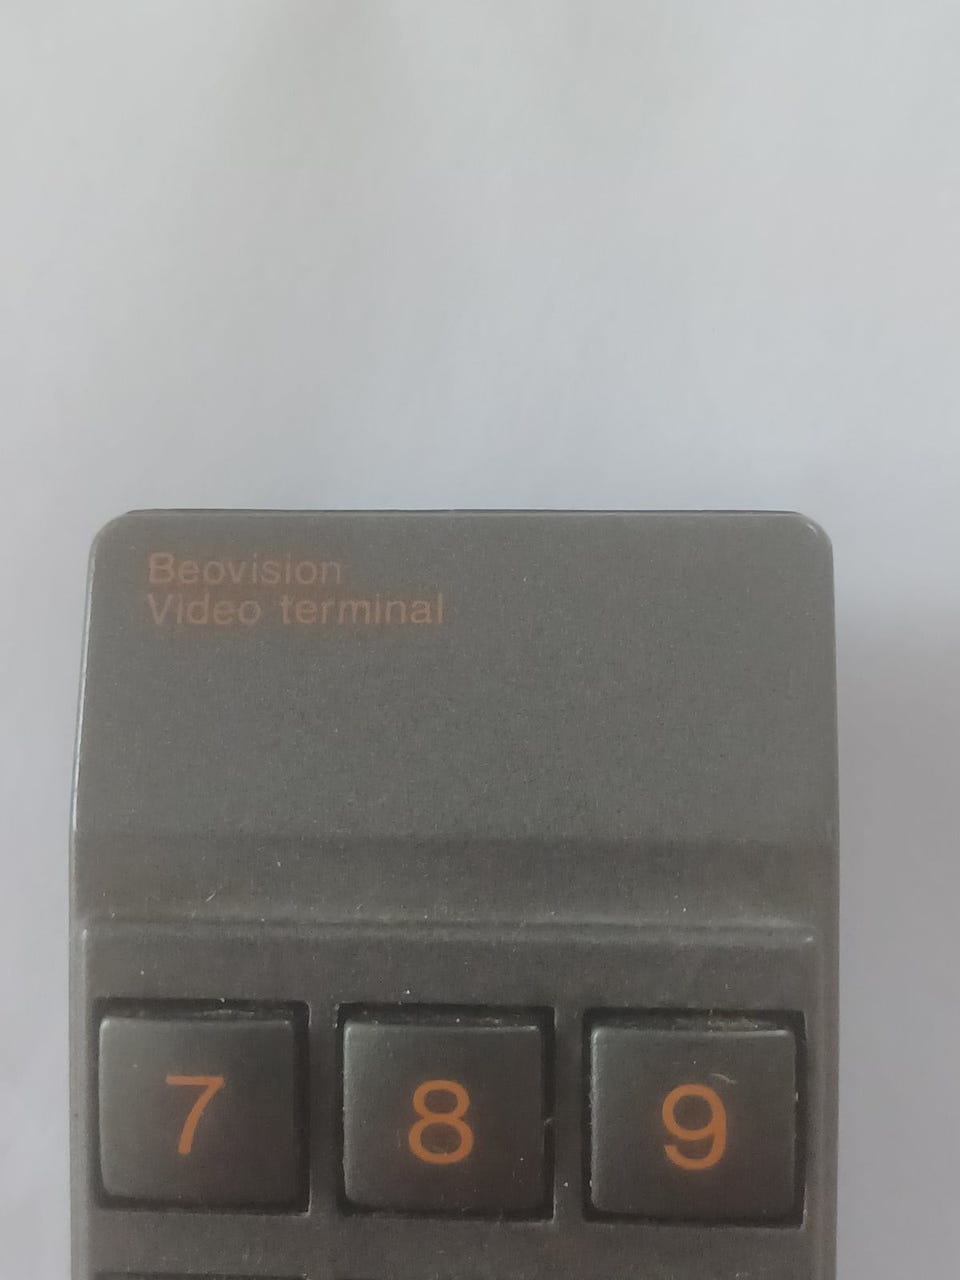 Beovision
Video terminal
7 8 9